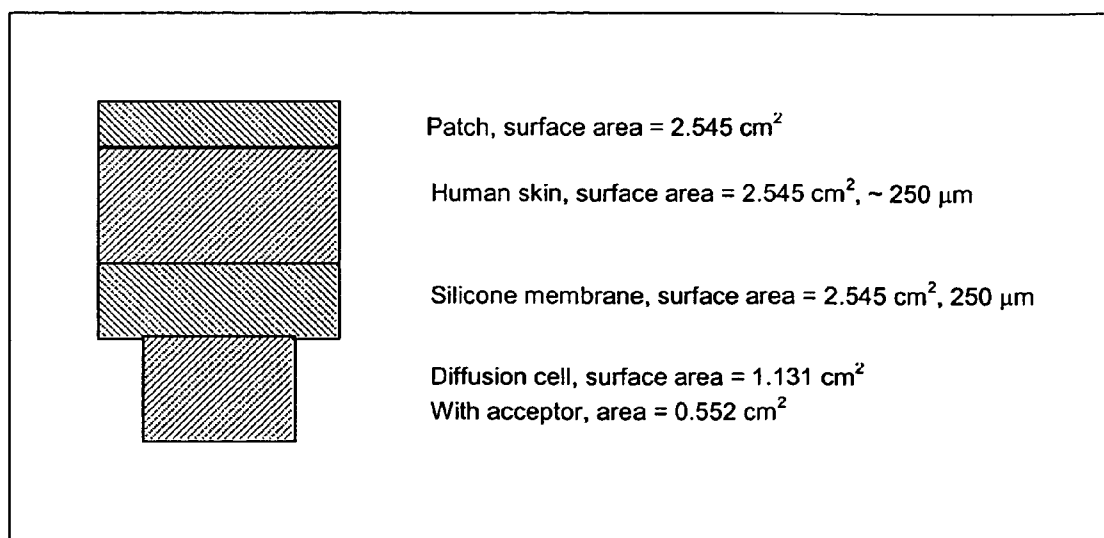 Patch, surface area = 2.545 cm²
Human skin, surface area = 2.545 cm², ~ 250 µm
Silicone membrane, surface area = 2.545 cm², 250 µm
Diffusion cell, surface area = 1.131 cm²
With acceptor, area = 0.552 cm²